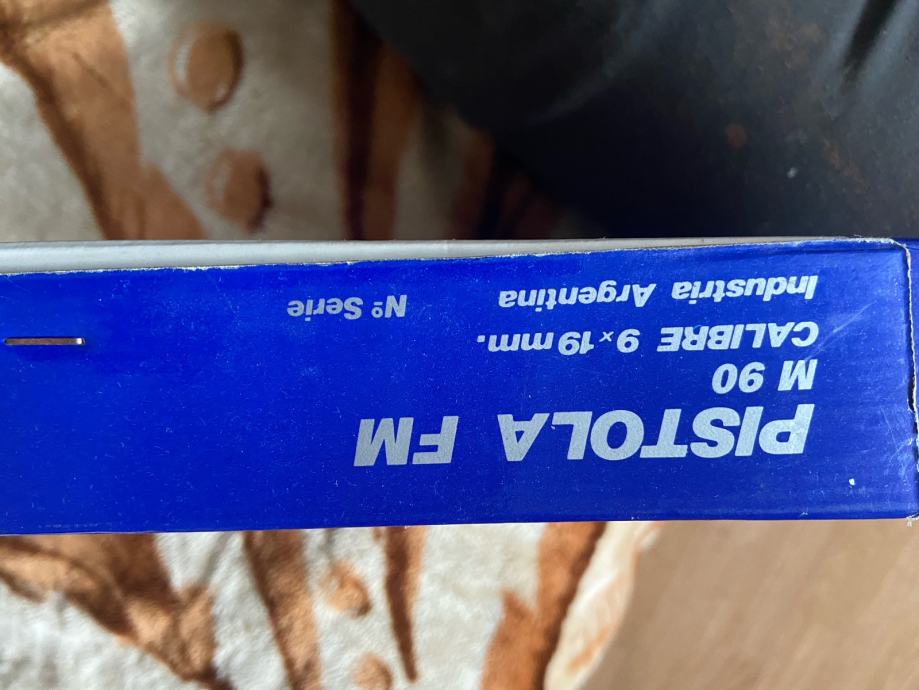 PISTOLA FM
M 90
CALIBRE 9x19 mm.
Industria Argentina Nº Serie